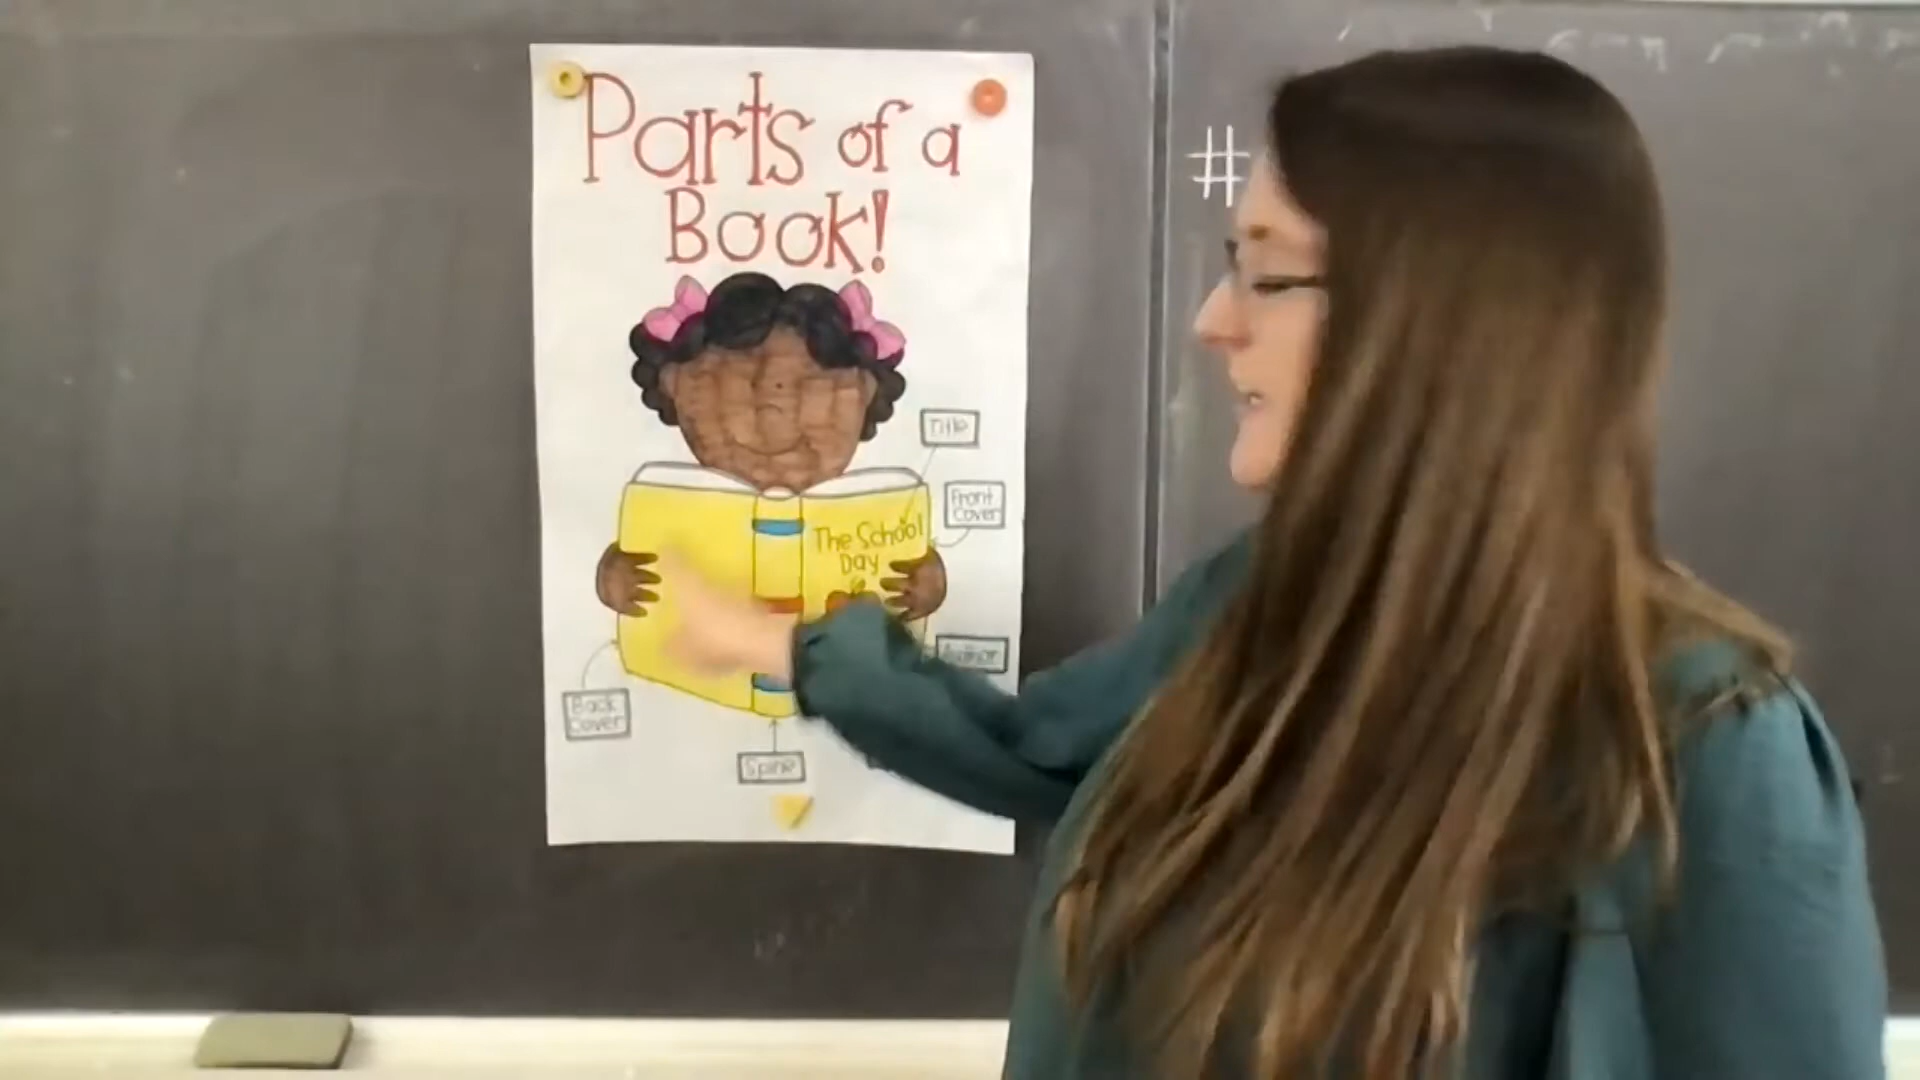 Parts of a
Book!
Title
Front
Cover
The School
Day
Author
Back
Cover
Spine
#